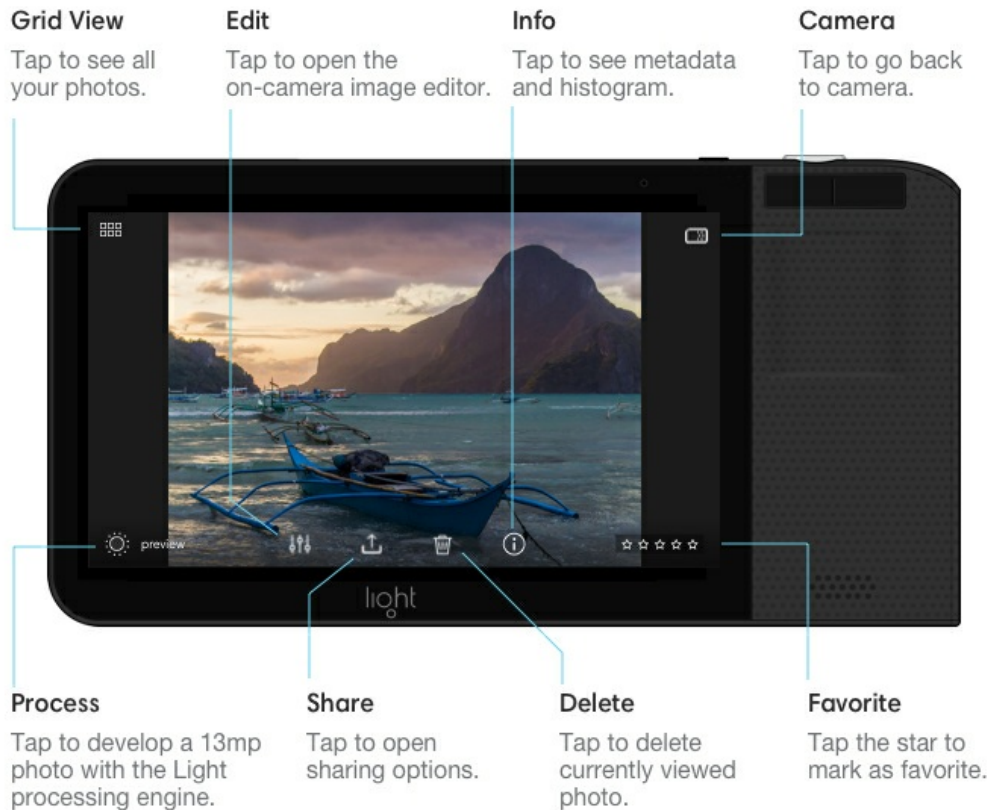 Grid View
Tap to see all
your photos.
Edit
Tap to open the
on-camera image editor.
Info
Tap to see metadata
and histogram.
Camera
Tap to go back
to camera.
preview
light
Process
Tap to develop a 13mp
photo with the Light
processing engine.
Share
Tap to open
sharing options.
Delete
Tap to delete
currently viewed
photo.
Favorite
Tap the star to
mark as favorite.